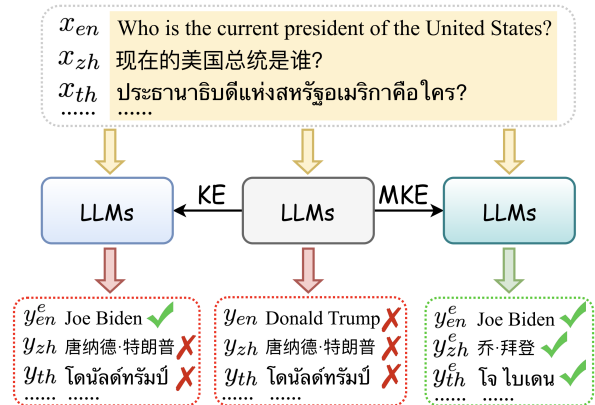 x_en Who is the current president of the United States?
x_zh 现在的美国总统是谁?
x_th ประธานาธิบดีแห่งสหรัฐอเมริกาคือใคร?
...... ......
LLMs KE LLMs MKE LLMs
y^e_en Joe Biden ✓
y_zh 唐纳德·特朗普 ✗
y_th โดนัลด์ทรัมป์ ✗
...... ......
y_en Donald Trump ✗
y_zh 唐纳德·特朗普 ✗
y_th โดนัลด์ทรัมป์ ✗
...... ......
y^e_en Joe Biden ✓
y^e_zh 乔·拜登 ✓
y^e_th โจ ไบเดน ✓
...... ......